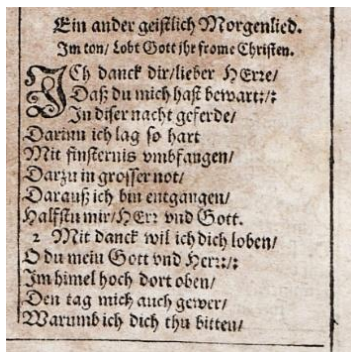 Ein ander geistlich Morgenlied.
Im ton/ Lobt Gott jhr frome Christen.
ICh danck dir/lieber HErre/
Daß du mich hast bewart:/:
In diser nacht geferde/
Darinn ich lag so hart
Mit finsternis vmbfangen/
Darzu in grosser not/
Darauß ich bin entgangen/
Halffstu mir/HErr vnd Gott.
2 Mit danck wil ich dich loben/
O du mein Gott vnd Herr:/:
Im himel hoch dort oben/
Den tag mich auch gewer/
Warumb ich dich thu bitten/